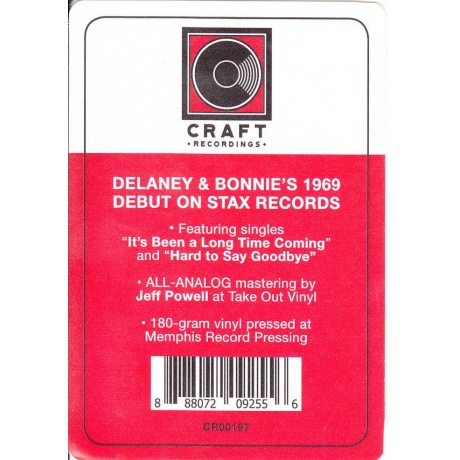 CRAFT
• RECORDINGS •
DELANEY & BONNIE'S 1969
DEBUT ON STAX RECORDS
• Featuring singles
“It's Been a Long Time Coming”
and “Hard to Say Goodbye”
• ALL-ANALOG mastering by
Jeff Powell at Take Out Vinyl
• 180-gram vinyl pressed at
Memphis Record Pressing
8 88072 09255 6
CR00197